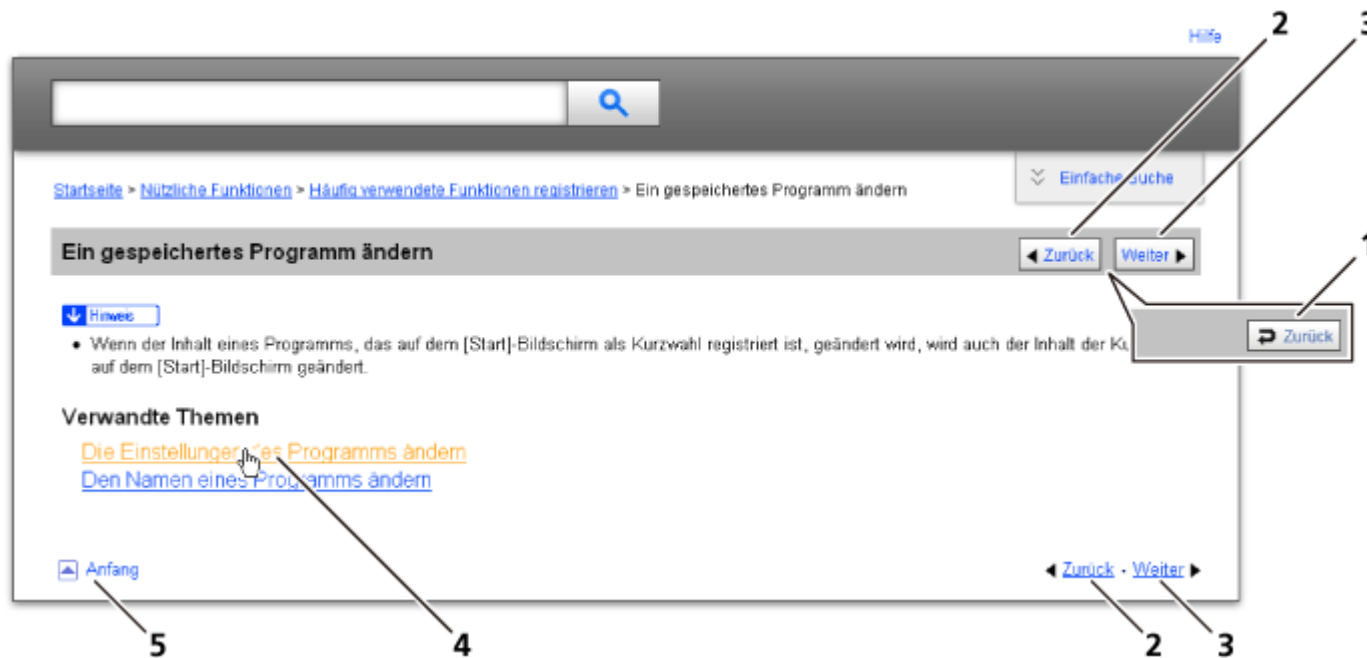 2
3
Hilfe
Startseite > Nützliche Funktionen > Häufig verwendete Funktionen registrieren > Ein gespeichertes Programm ändern
Einfache Suche
Ein gespeichertes Programm ändern
Zurück
Weiter
1
Zurück
Hinweis
• Wenn der Inhalt eines Programms, das auf dem [Start]-Bildschirm als Kurzwahl registriert ist, geändert wird, wird auch der Inhalt der
auf dem [Start]-Bildschirm geändert.
Verwandte Themen
Die Einstellungen des Programms ändern
Den Namen eines Programms ändern
Anfang
Zurück - Weiter
5
4
2
3